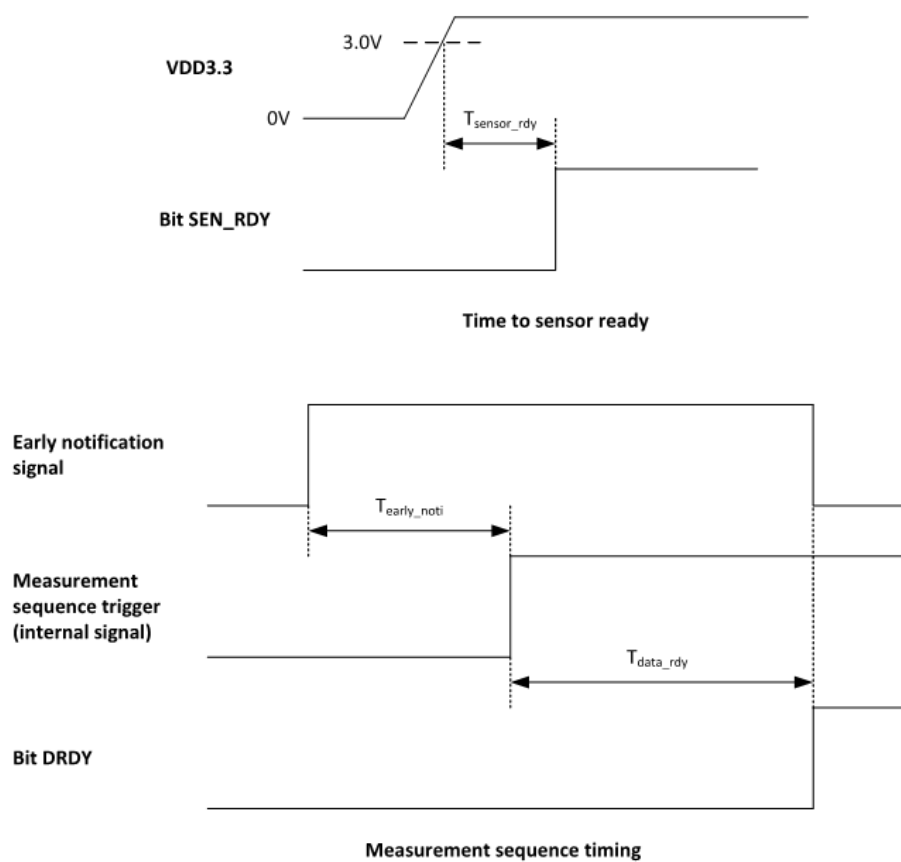 3.0V
VDD3.3
0V
Tsensor_rdy
Bit SEN_RDY
Time to sensor ready
Early notification
signal
Tearly_noti
Measurement
sequence trigger
(internal signal)
Tdata_rdy
Bit DRDY
Measurement sequence timing